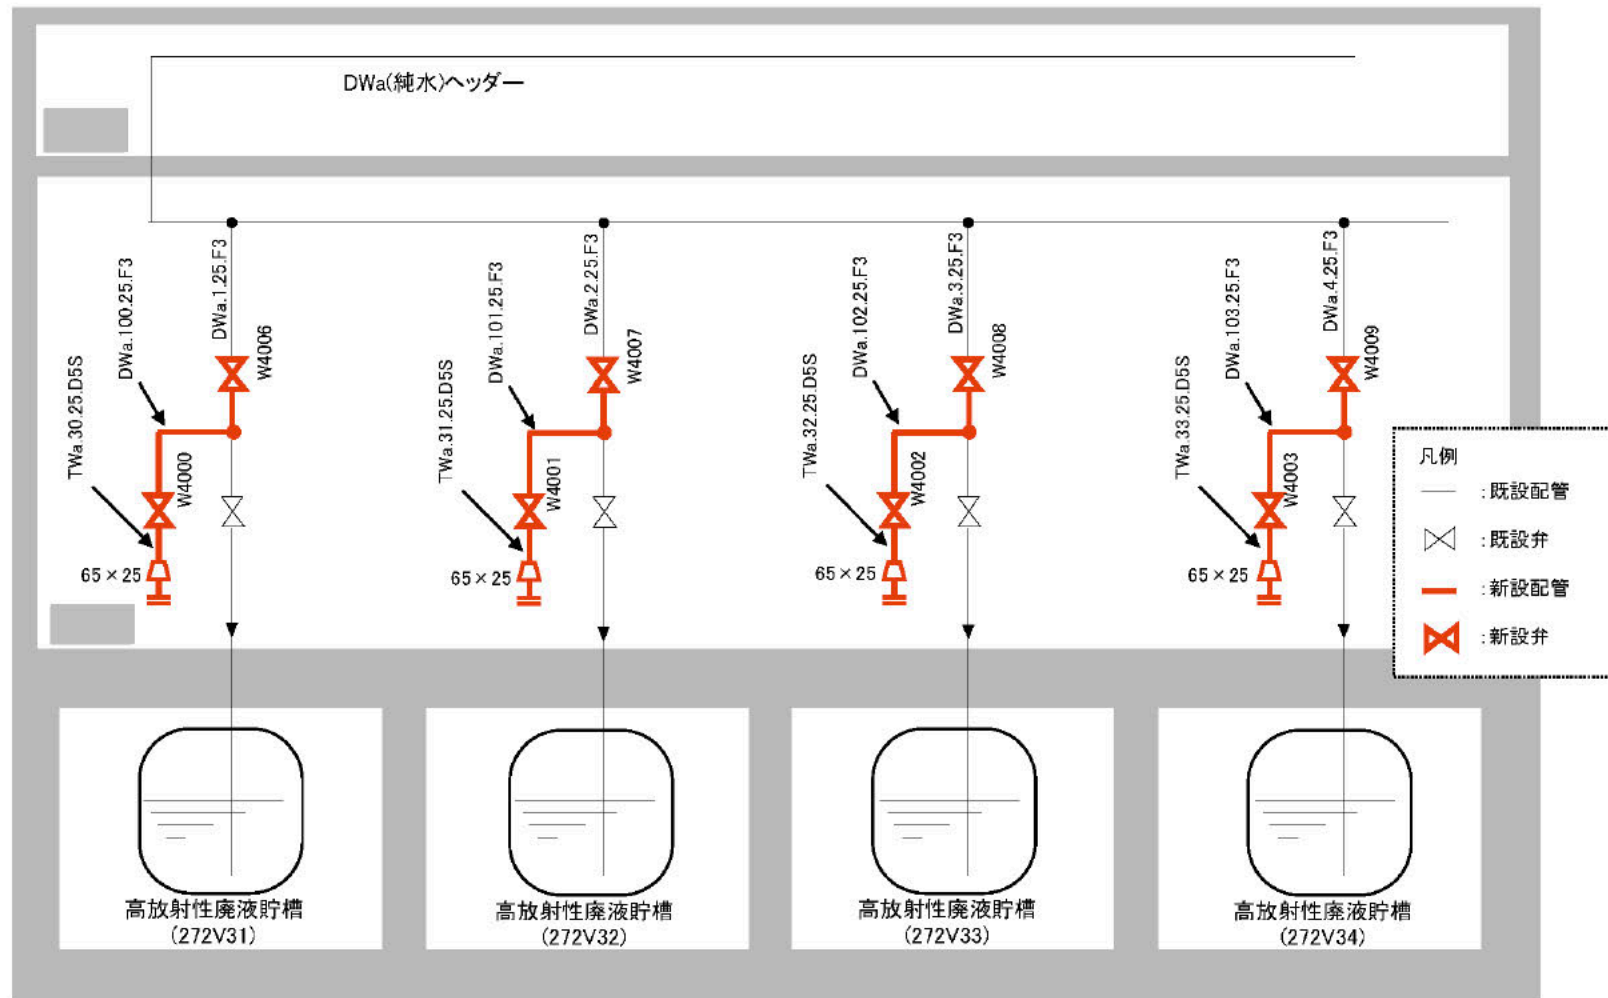 DWa(純水)ヘッダー
DWa.100.25.F3
DWa.1.25.F3
W4006
TWa.30.25.D5S
W4000
65×25
DWa.101.25.F3
DWa.2.25.F3
W4007
TWa.31.25.D5S
W4001
65×25
DWa.102.25.F3
DWa.3.25.F3
W4008
TWa.32.25.D5S
W4002
65×25
DWa.103.25.F3
DWa.4.25.F3
W4009
TWa.33.25.D5S
W4003
65×25
凡例
:既設配管
:既設弁
:新設配管
:新設弁
高放射性廃液貯槽
(272V31)
高放射性廃液貯槽
(272V32)
高放射性廃液貯槽
(272V33)
高放射性廃液貯槽
(272V34)